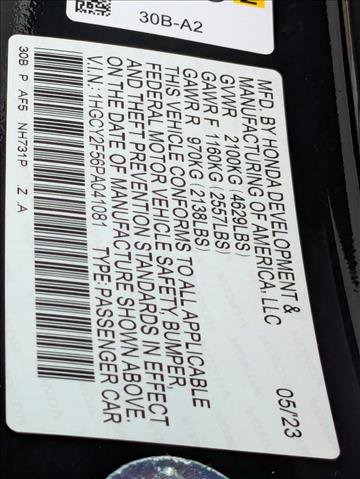 30B-A2
MFD. BY HONDA DEVELOPMENT &
MANUFACTURING OF AMERICA, LLC
05/'23
GVWR 2100KG (4629LBS)
GAWR F 1160KG (2557LBS)
GAWR R 970KG (2138LBS)
THIS VEHICLE CONFORMS TO ALL APPLICABLE
FEDERAL MOTOR VEHICLE SAFETY, BUMPER,
AND THEFT PREVENTION STANDARDS IN EFFECT
ON THE DATE OF MANUFACTURE SHOWN ABOVE.
V.I.N.: 1HGCY2F56PA041081 TYPE: PASSENGER CAR
30B P AF5 NH731P Z A